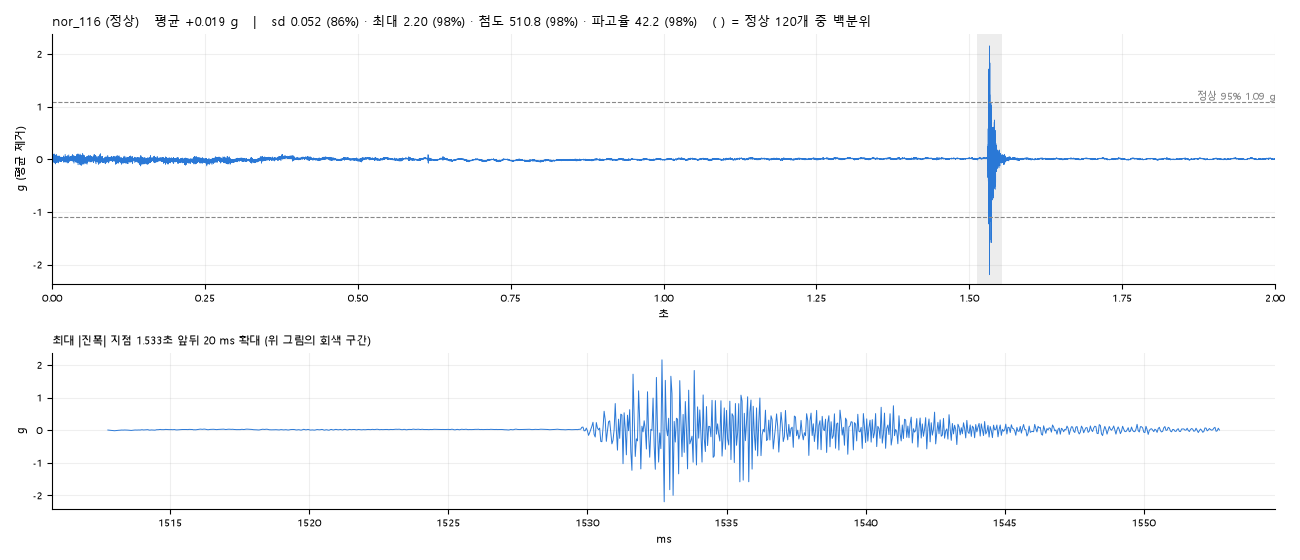 nor_116 (정상)    평균 +0.019 g    |    sd 0.052 (86%) · 최대 2.20 (98%) · 첨도 510.8 (98%) · 파고율 42.2 (98%)    ( ) = 정상 120개 중 백분위
정상 95% 1.09 g
g (평균 제거)
2
1
0
-1
-2
0.00 0.25 0.50 0.75 1.00 1.25 1.50 1.75 2.00
초
최대 |진폭| 지점 1.533초 앞뒤 20 ms 확대 (위 그림의 회색 구간)
g
2
1
0
-1
-2
1515 1520 1525 1530 1535 1540 1545 1550
ms